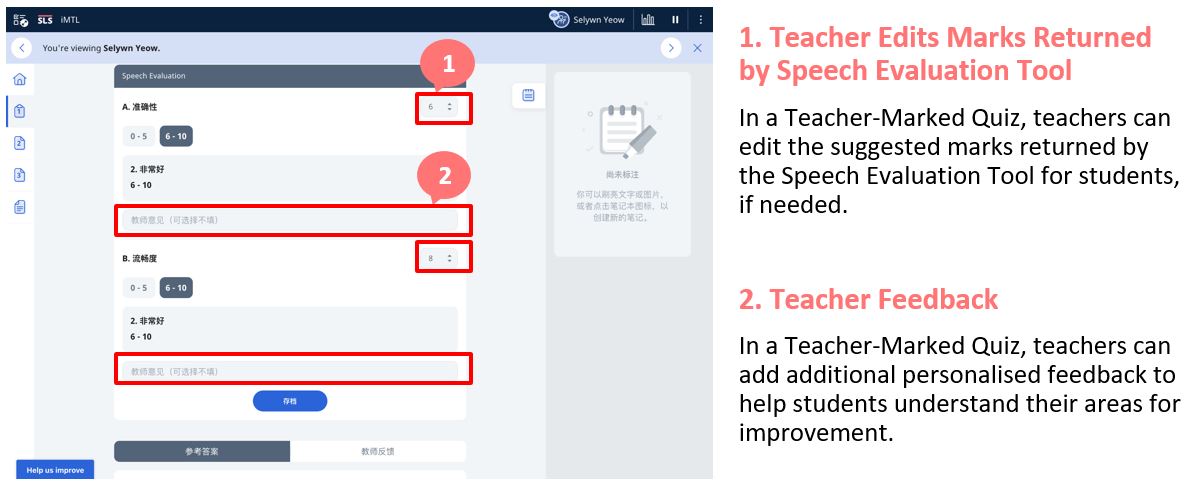 SLS iMTL
Selywn Yeow
You're viewing Selywn Yeow.
Speech Evaluation
1
A. 准确性
6
0 - 5
6 - 10
2. 非常好
6 - 10
2
教师意见（可选择不填）
B. 流畅度
8
0 - 5
6 - 10
2. 非常好
6 - 10
教师意见（可选择不填）
存档
参考答案
教师反馈
Help us improve
1
2
3
尚未标注
你可以刷亮文字或图片，
或者点击笔记本图标，以
创建新的笔记。
1. Teacher Edits Marks Returned
by Speech Evaluation Tool
In a Teacher-Marked Quiz, teachers can
edit the suggested marks returned by
the Speech Evaluation Tool for students,
if needed.
2. Teacher Feedback
In a Teacher-Marked Quiz, teachers can
add additional personalised feedback to
help students understand their areas for
improvement.